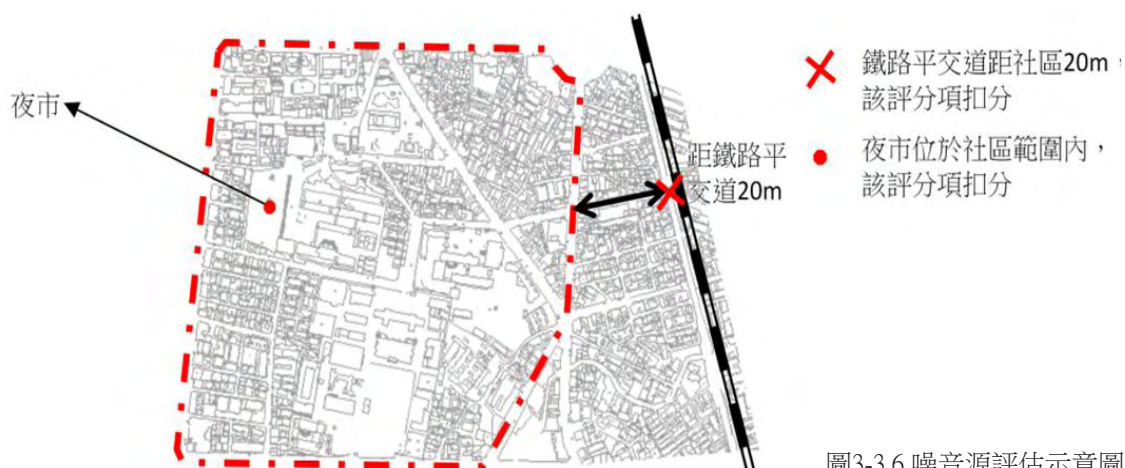 夜市
距鐵路平
交道20m
鐵路平交道距社區20m，
該評分項扣分
夜市位於社區範圍內，
該評分項扣分
圖3-3.6 噪音源評估示意圖